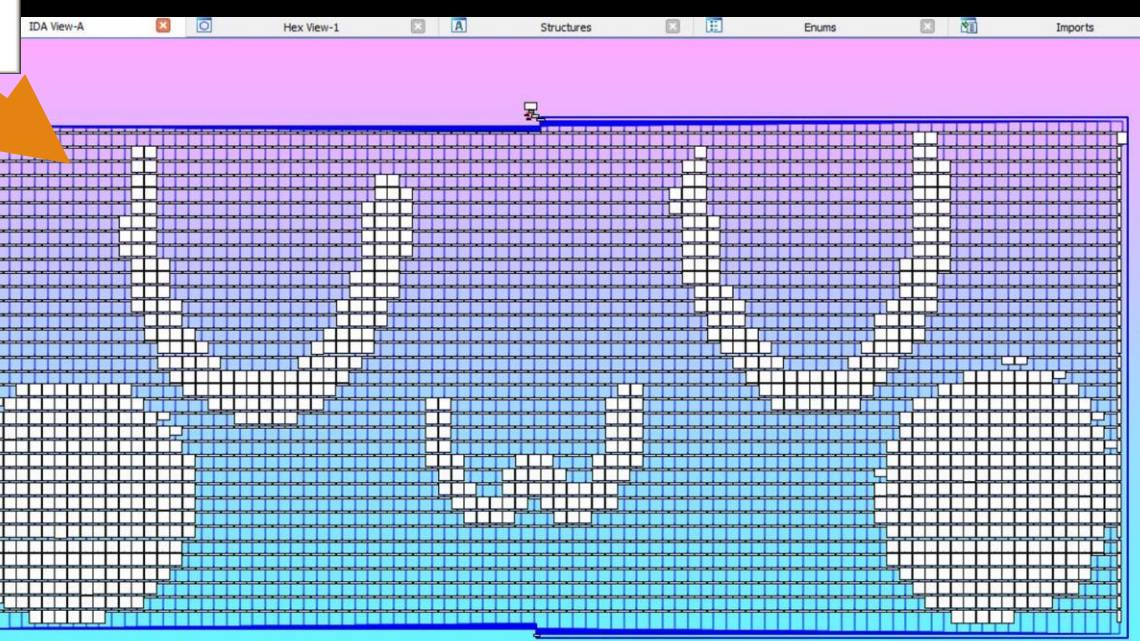 IDA View-A
Hex View-1
A
Structures
Enums
Imports